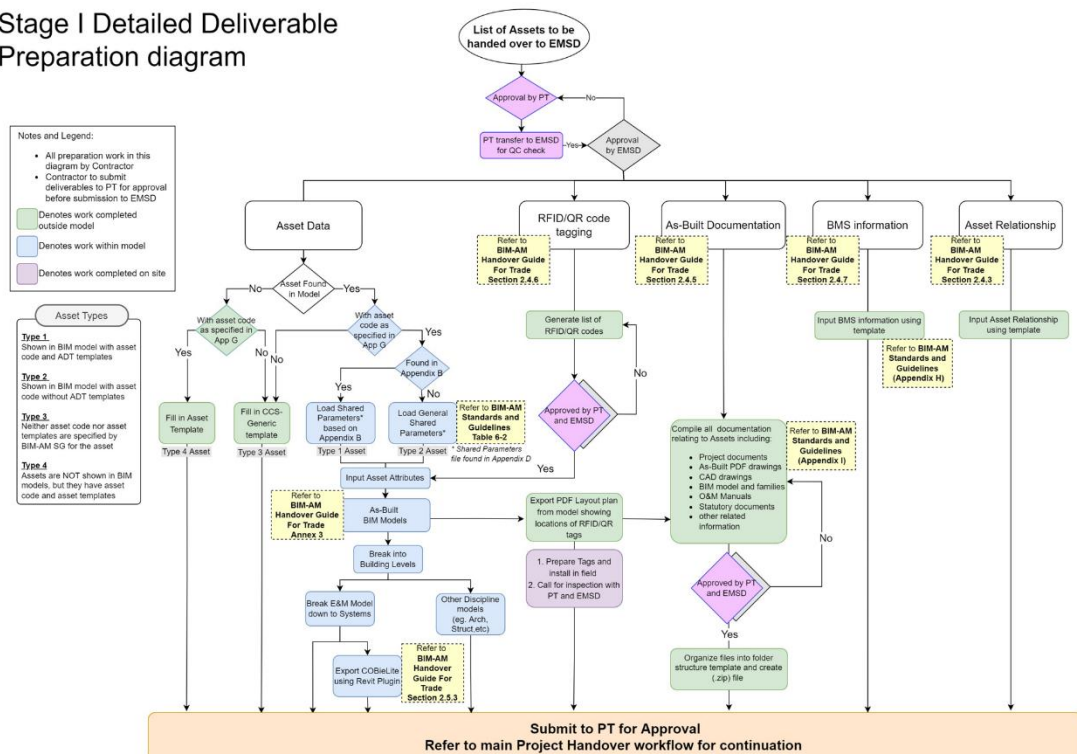 Stage I Detailed Deliverable
Preparation diagram
List of Assets to be
handed over to EMSD
Approval by PT
No
PT transfer to EMSD
for QC check
Yes
Approval
by EMSD
Notes and Legend:
• All preparation work in this
diagram by Contractor
• Contractor to submit
deliverables to PT for approval
before submission to EMSD
Denotes work completed
outside model
Denotes work within model
Denotes work completed on site
Asset Types
Type 1
Shown in BIM model with asset
code and ADT templates
Type 2
Shown in BIM model with asset
code without ADT templates
Type 3
Neither asset code nor asset
templates are specified by
BIM-AM SG for the asset
Type 4
Assets are NOT shown in BIM
models, but they have asset
code and asset templates
Asset Data
Asset Found
in Model
No
Yes
With asset code
as specified in
App G
With asset
code as
specified in
App G
Yes
No
No
Yes
Found in
Appendix B
Yes
No
Fill in Asset
Template
Type 4 Asset
Fill in CCS-
Generic
template
Type 3 Asset
Load Shared
Parameters*
based on
Appendix B
Type 1 Asset
Load General
Shared
Parameters*
Type 2 Asset
Refer to BIM-AM
Standards and
Guidelines
Table 6-2
* Shared Parameters
file found in Appendix D
Input Asset Attributes
Refer to
BIM-AM
Handover Guide
For Trade
Annex 3
As-Built
BIM Models
Break into
Building Levels
Break E&M Model
down to Systems
Other Discipline
models
(eg. Arch,
Struct,etc)
Export COBieLite
using Revit Plugin
Refer to
BIM-AM
Handover
Guide For
Trade
Section 2.5.3
RFID/QR code
tagging
Refer to
BIM-AM
Handover Guide
For Trade
Section 2.4.6
Generate list of
RFID/QR codes
No
Approved by PT
and EMSD
Yes
Export PDF Layout plan
from model showing
locations of RFID/QR
tags
1. Prepare Tags and
install in field
2. Call for inspection with
PT and EMSD
As-Built Documentation
Refer to
BIM-AM
Handover Guide
For Trade
Section 2.4.5
Compile all documentation
relating to Assets including:
• Project documents
• As-Built PDF drawings
• CAD drawings
• BIM model and families
• O&M Manuals
• Statutory documents
• other related
information
Refer to BIM-AM
Standards and
Guidelines
(Appendix I)
No
Approved by PT
and EMSD
Yes
Organize files into folder
structure template and create
(.zip) file
BMS information
Refer to
BIM-AM
Handover Guide
For Trade
Section 2.4.7
Input BMS information using
template
Refer to BIM-AM
Standards and
Guidelines
(Appendix H)
Asset Relationship
Refer to
BIM-AM
Handover Guide
For Trade
Section 2.4.3
Input Asset Relationship
using template
Submit to PT for Approval
Refer to main Project Handover workflow for continuation